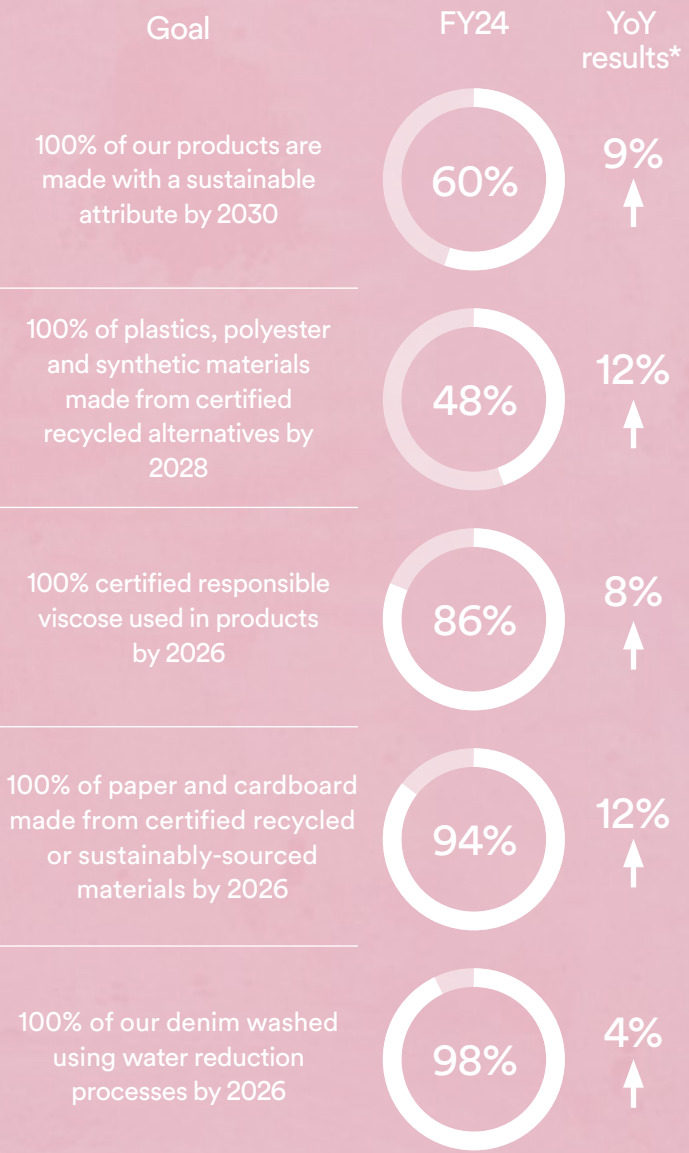 Goal
FY24
YoY
results*
100% of our products are
made with a sustainable
attribute by 2030
60%
9%
100% of plastics, polyester
and synthetic materials
made from certified
recycled alternatives by
2028
48%
12%
100% certified responsible
viscose used in products
by 2026
86%
8%
100% of paper and cardboard
made from certified recycled
or sustainably-sourced
materials by 2026
94%
12%
100% of our denim washed
using water reduction
processes by 2026
98%
4%